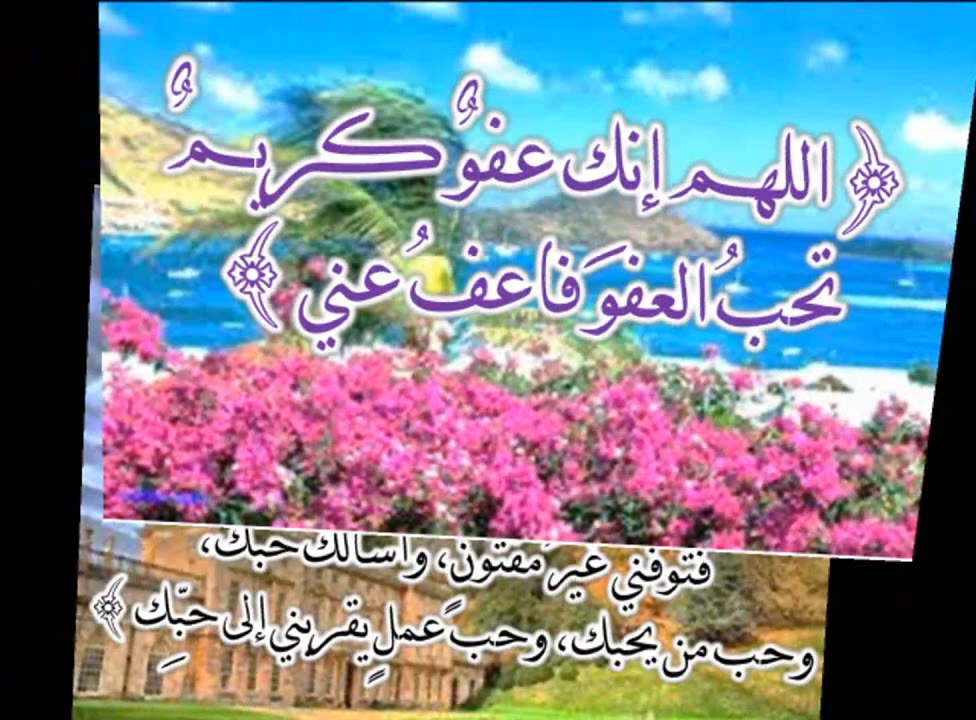 ﴿ اللهم إنك عفوٌ كريمٌ
تحبُ العفوَ فاعفُ عني ﴾
فتوفني غير مفتون، وأسألك حبك،
وحب من يحبك، وحب عملٍ يقربني إلى حبِّك ﴾